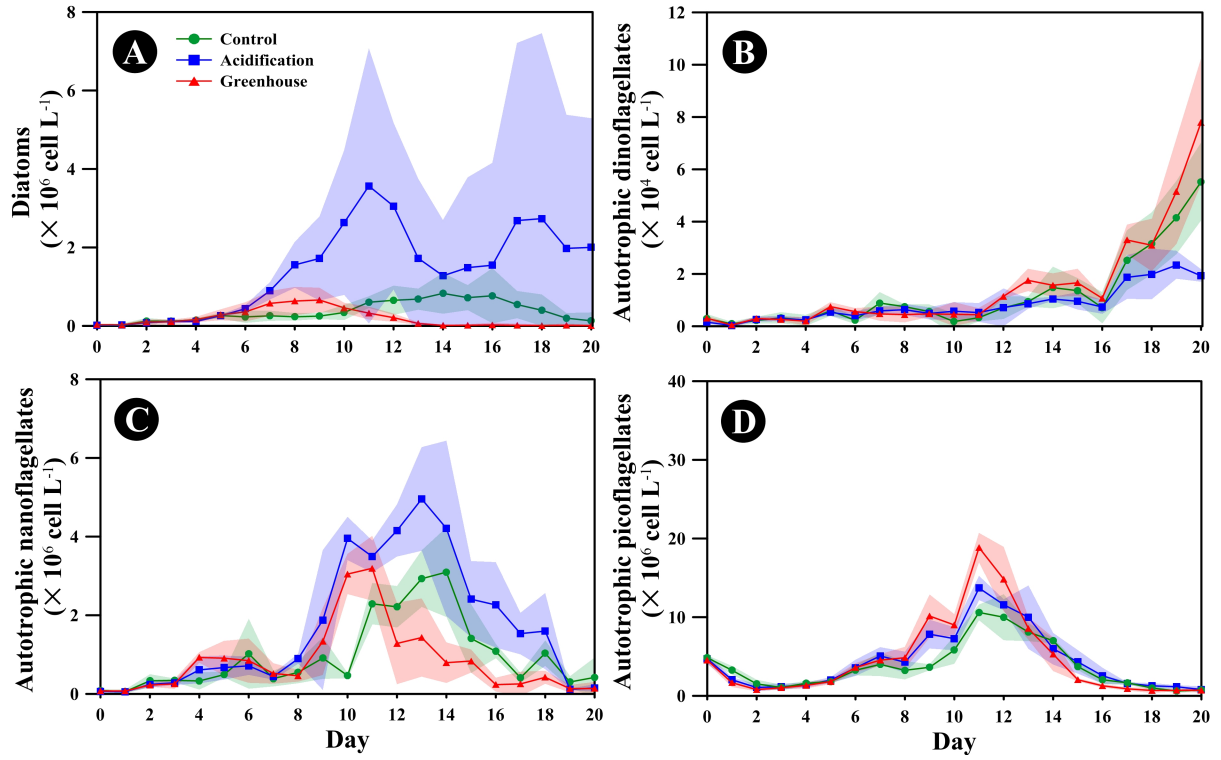 Diatoms
(× 10⁶ cell L⁻¹)
8
6
4
2
0
A
Control
Acidification
Greenhouse
0 2 4 6 8 10 12 14 16 18 20
Autotrophic dinoflagellates
(× 10⁴ cell L⁻¹)
12
10
8
6
4
2
0
B
0 2 4 6 8 10 12 14 16 18 20
Autotrophic nanoflagellates
(× 10⁶ cell L⁻¹)
8
6
4
2
0
C
0 2 4 6 8 10 12 14 16 18 20
Day
Autotrophic picoflagellates
(× 10⁶ cell L⁻¹)
40
30
20
10
0
D
0 2 4 6 8 10 12 14 16 18 20
Day